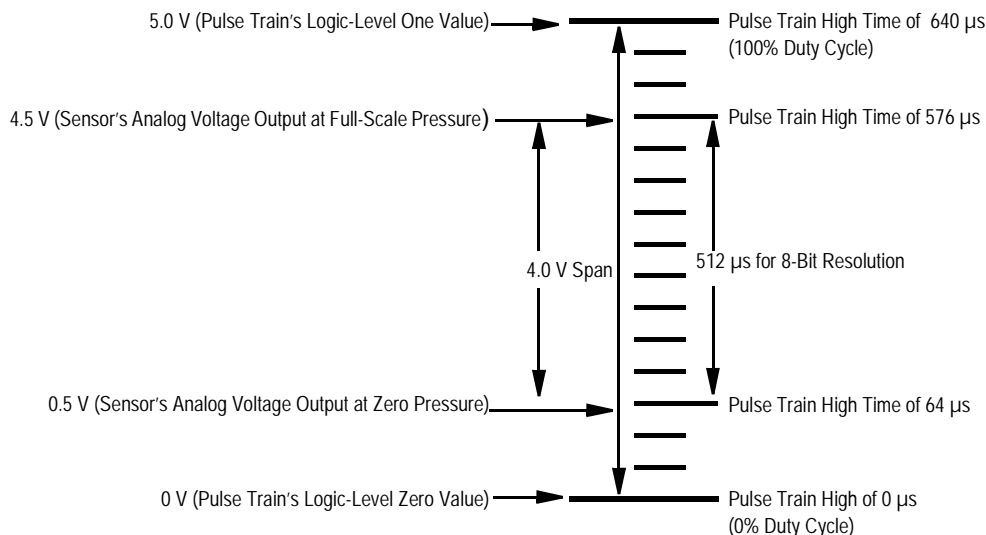 5.0 V (Pulse Train's Logic-Level One Value)
Pulse Train High Time of 640 µs
(100% Duty Cycle)
4.5 V (Sensor's Analog Voltage Output at Full-Scale Pressure)
Pulse Train High Time of 576 µs
4.0 V Span
512 µs for 8-Bit Resolution
0.5 V (Sensor's Analog Voltage Output at Zero Pressure)
Pulse Train High Time of 64 µs
0 V (Pulse Train's Logic-Level Zero Value)
Pulse Train High of 0 µs
(0% Duty Cycle)